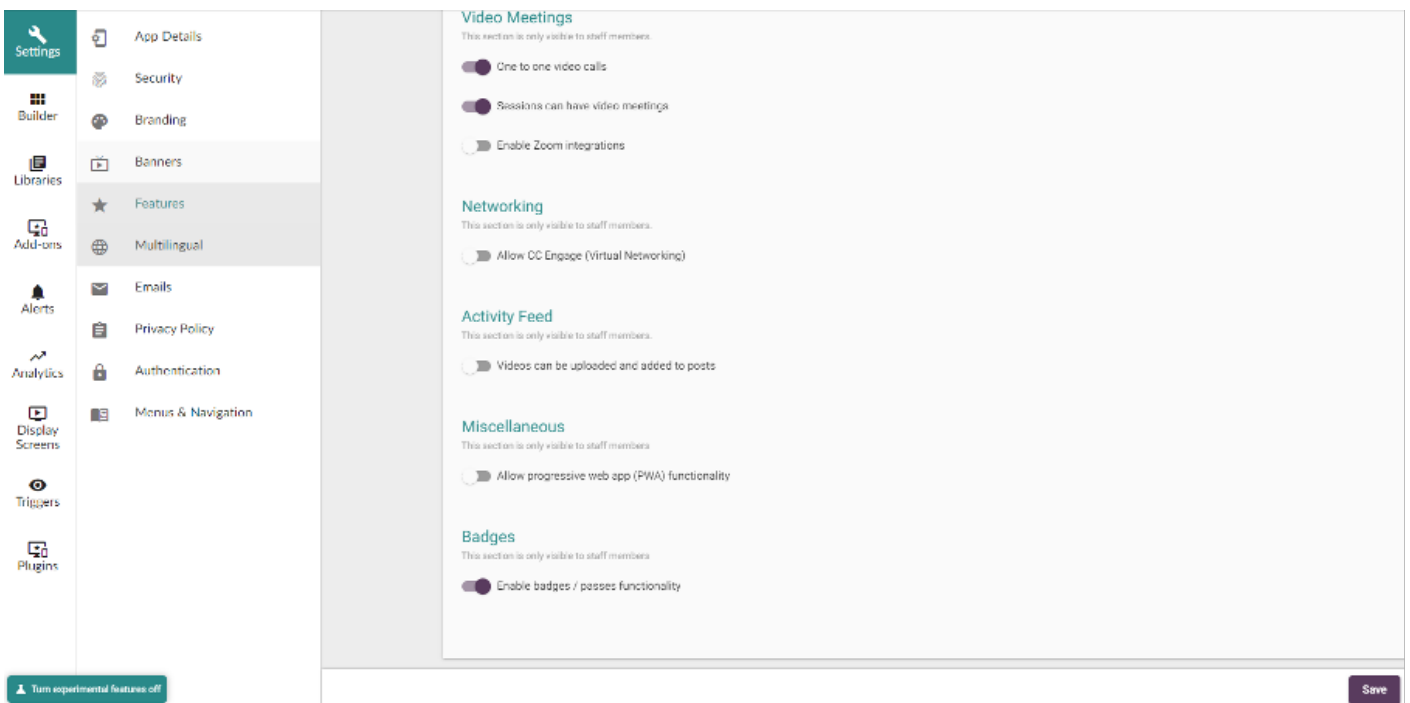 Settings
Builder
Libraries
Add-ons
Alerts
Analytics
Display
Screens
Triggers
Plugins
Turn experimental features off
App Details
Security
Branding
Banners
Features
Multilingual
Emails
Privacy Policy
Authentication
Menus & Navigation
Video Meetings
This section is only visible to staff members.
One to one video calls
Sessions can have video meetings
Enable Zoom integrations
Networking
This section is only visible to staff members.
Allow CC Engage (Virtual Networking)
Activity Feed
This section is only visible to staff members.
Videos can be uploaded and added to posts
Miscellaneous
This section is only visible to staff members
Allow progressive web app (PWA) functionality
Badges
This section is only visible to staff members
Enable badges / passes functionality
Save